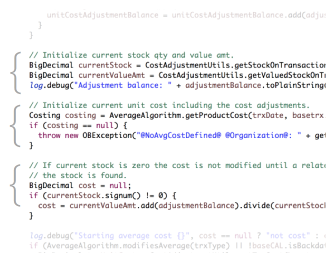 unitCostAdjustmentBalance = unitCostAdjustmentBalance.add(adju
}
}
// Initialize current stock qty and value amt.
BigDecimal currentStock = CostAdjustmentUtils.getStockOnTransaction
BigDecimal currentValueAmt = CostAdjustmentUtils.getValuedStockOnTr
log.debug("Adjustment balance: " + adjustmentBalance.toPlainString(
// Initialize current unit cost including the cost adjustments.
Costing costing = AverageAlgorithm.getProductCost(trxDate, basetrx.
if (costing == null) {
throw new OBException("@NoAvgCostDefined@ @Organization@: " + get
}
// If current stock is zero the cost is not modified until a relate
// the stock is found.
BigDecimal cost = null;
if (currentStock.signum() != 0) {
cost = currentValueAmt.add(adjustmentBalance).divide(currentStock
}
log.debug("Starting average cost {}", cost == null ? "not cost" :
if (AverageAlgorithm.modifiesAverage(trxType) || !baseCAL.isBackdat